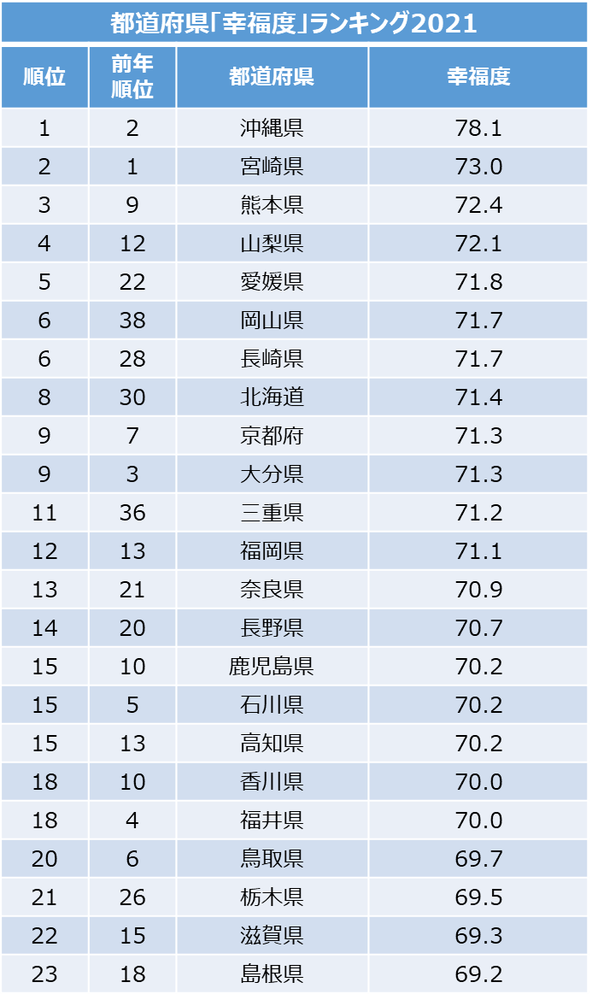 都道府県「幸福度」ランキング2021
順位 前年順位 都道府県 幸福度
1 2 沖縄県 78.1
2 1 宮崎県 73.0
3 9 熊本県 72.4
4 12 山梨県 72.1
5 22 愛媛県 71.8
6 38 岡山県 71.7
6 28 長崎県 71.7
8 30 北海道 71.4
9 7 京都府 71.3
9 3 大分県 71.3
11 36 三重県 71.2
12 13 福岡県 71.1
13 21 奈良県 70.9
14 20 長野県 70.7
15 10 鹿児島県 70.2
15 5 石川県 70.2
15 13 高知県 70.2
18 10 香川県 70.0
18 4 福井県 70.0
20 6 鳥取県 69.7
21 26 栃木県 69.5
22 15 滋賀県 69.3
23 18 島根県 69.2